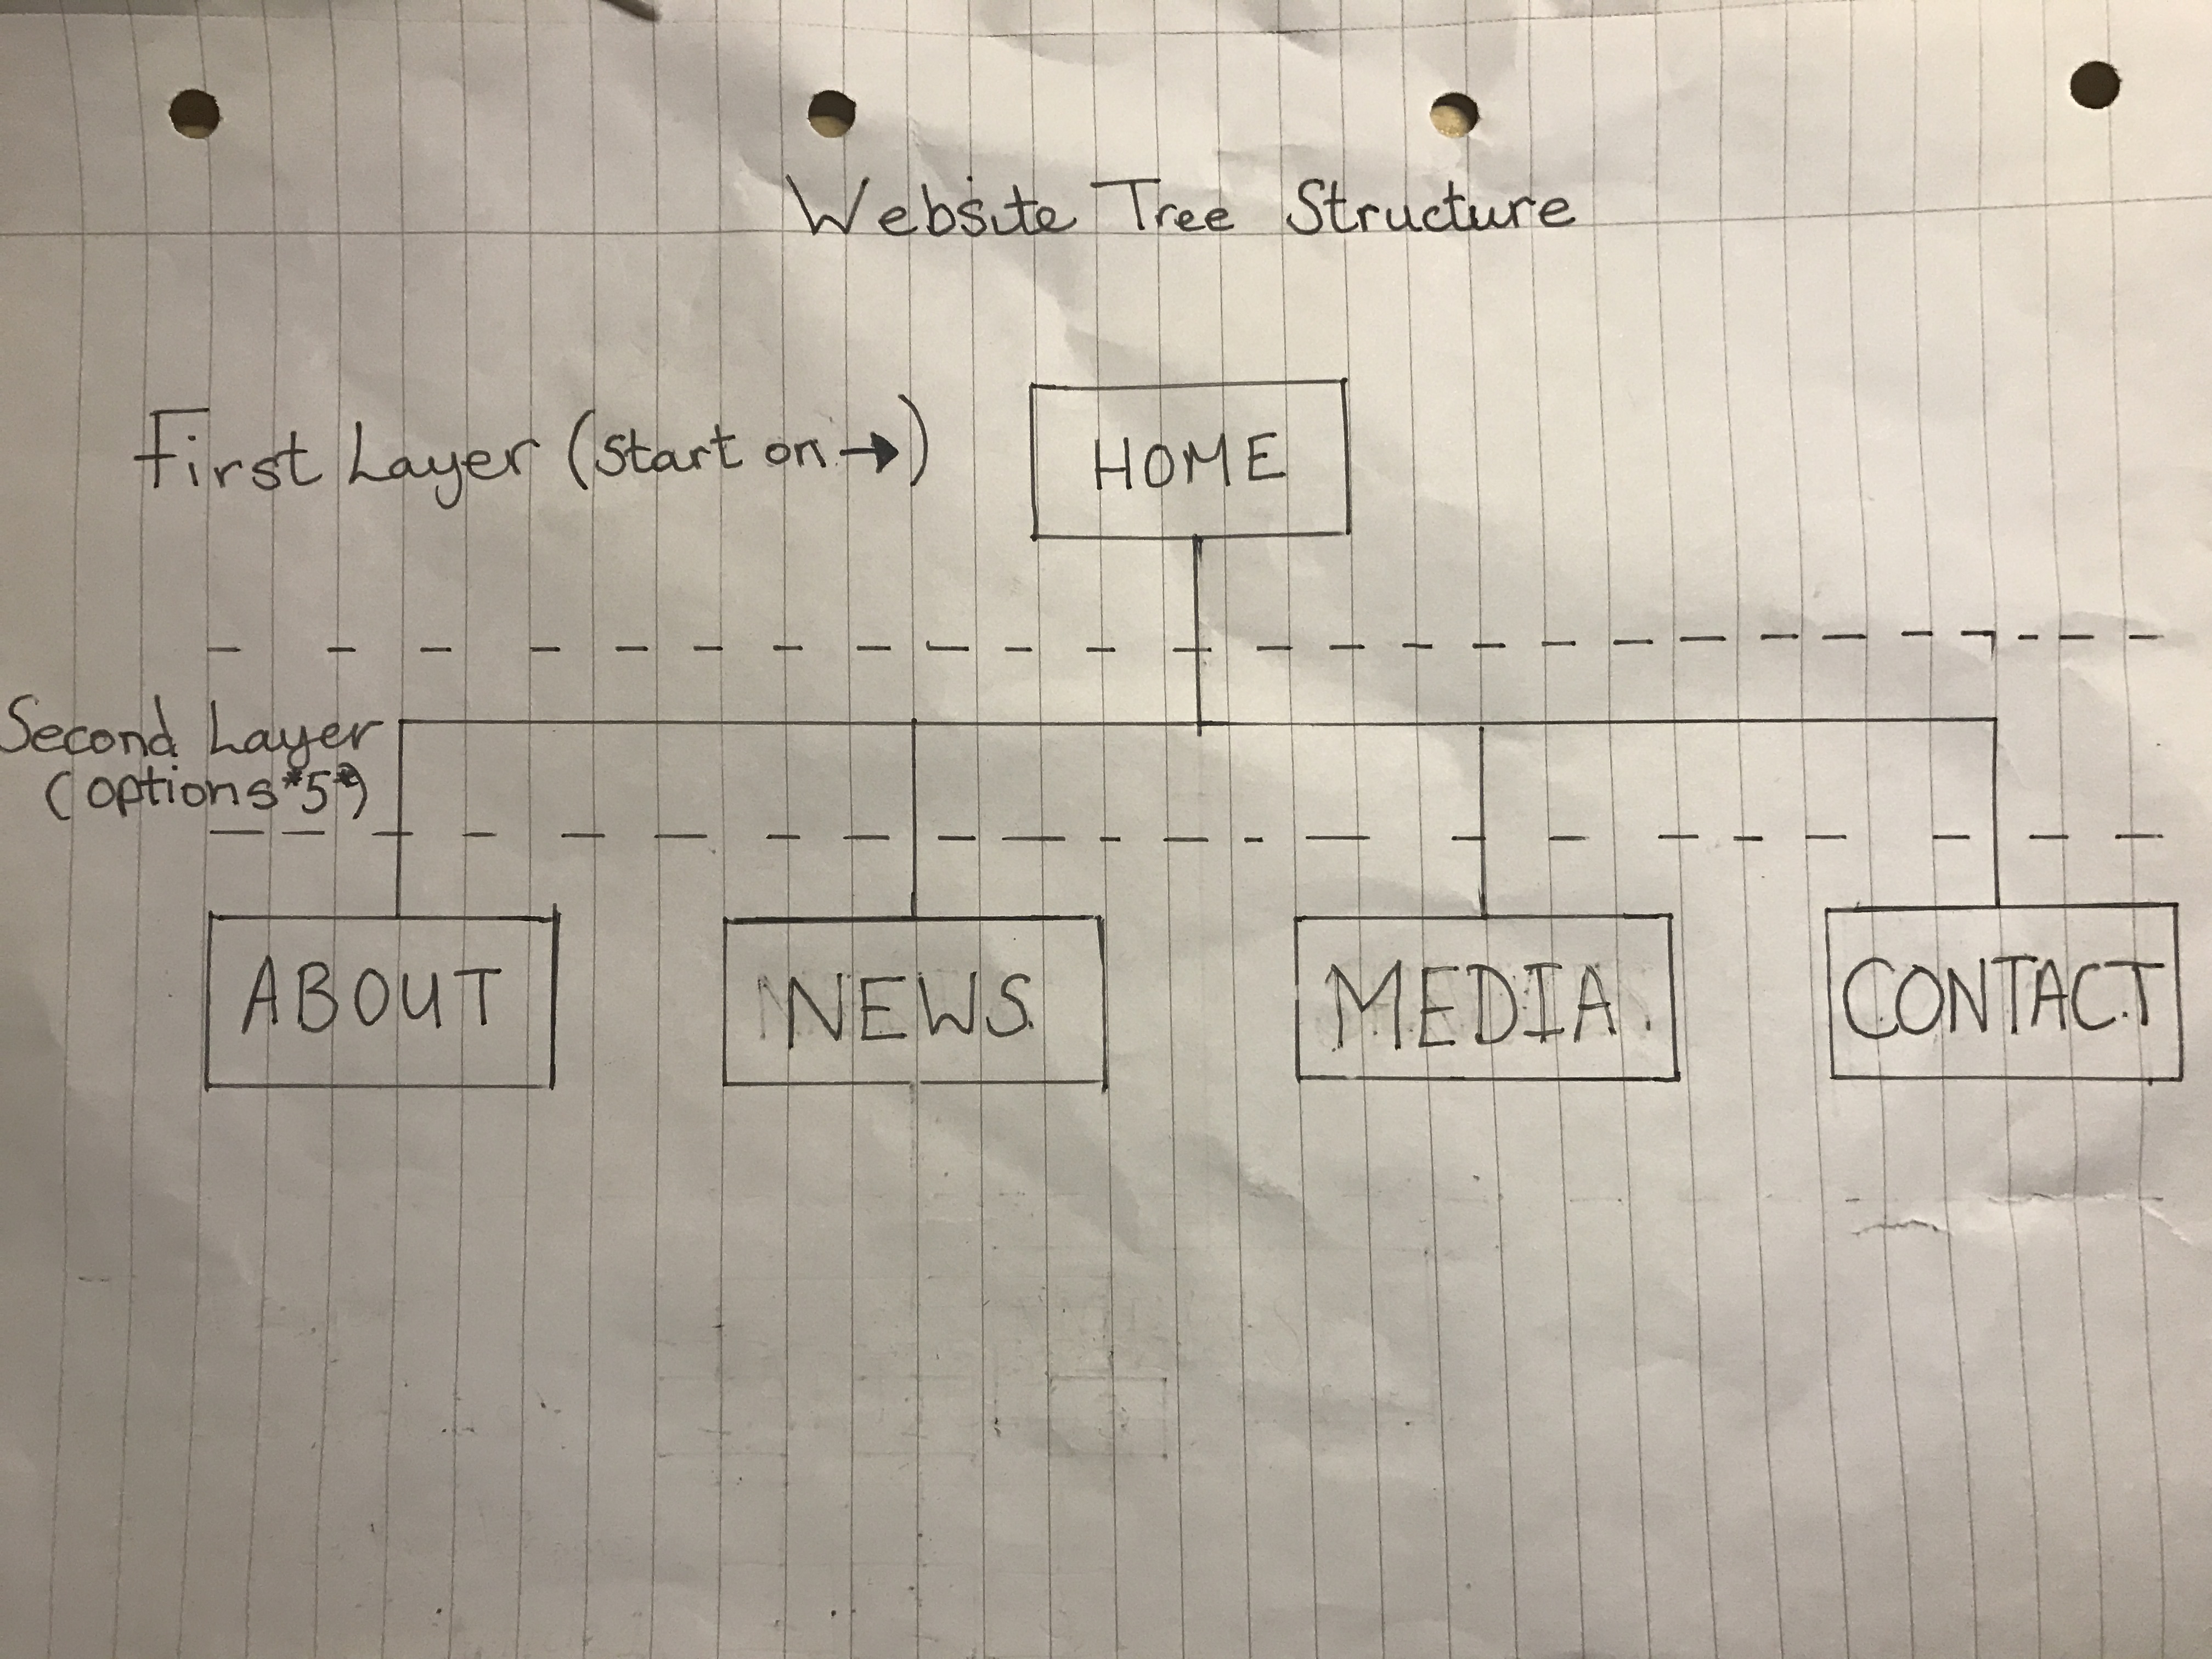 Website Tree Structure
First Layer (Start on →)
HOME
Second Layer
(options*5*)
ABOUT
NEWS
MEDIA
CONTACT